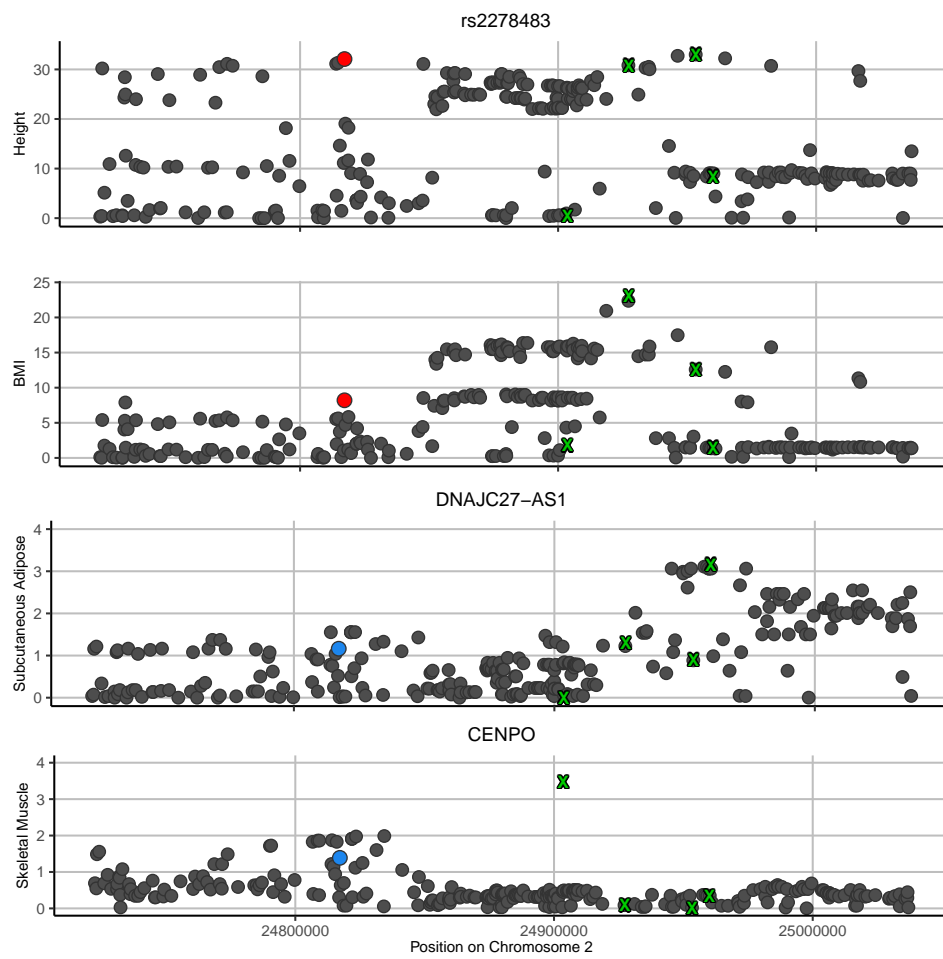 rs2278483
Height
30
20
10
0
BMI
25
20
15
10
5
0
DNAJC27−AS1
Subcutaneous Adipose
4
3
2
1
0
CENPO
Skeletal Muscle
4
3
2
1
0
24800000 24900000 25000000
Position on Chromosome 2